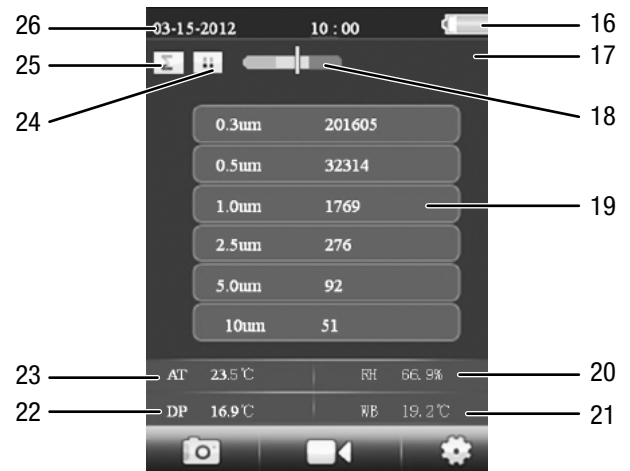 26 03-15-2012 10 : 00 16
25 Σ 17
24 18
0.3um 201605
0.5um 32314
1.0um 1769 19
2.5um 276
5.0um 92
10um 51
23 AT 23.5℃ RH 66.9% 20
22 DP 16.9℃ WB 19.2℃ 21